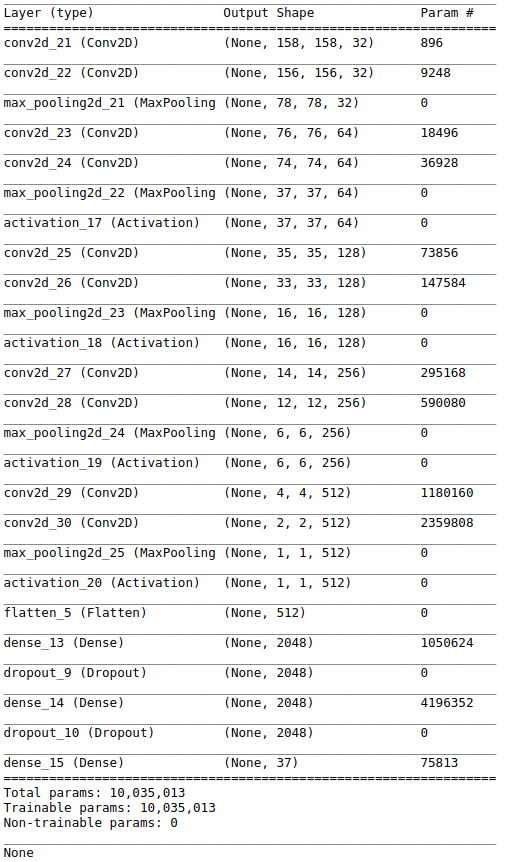 Layer (type) Output Shape Param #
conv2d_21 (Conv2D) (None, 158, 158, 32) 896
conv2d_22 (Conv2D) (None, 156, 156, 32) 9248
max_pooling2d_21 (MaxPooling (None, 78, 78, 32) 0
conv2d_23 (Conv2D) (None, 76, 76, 64) 18496
conv2d_24 (Conv2D) (None, 74, 74, 64) 36928
max_pooling2d_22 (MaxPooling (None, 37, 37, 64) 0
activation_17 (Activation) (None, 37, 37, 64) 0
conv2d_25 (Conv2D) (None, 35, 35, 128) 73856
conv2d_26 (Conv2D) (None, 33, 33, 128) 147584
max_pooling2d_23 (MaxPooling (None, 16, 16, 128) 0
activation_18 (Activation) (None, 16, 16, 128) 0
conv2d_27 (Conv2D) (None, 14, 14, 256) 295168
conv2d_28 (Conv2D) (None, 12, 12, 256) 590080
max_pooling2d_24 (MaxPooling (None, 6, 6, 256) 0
activation_19 (Activation) (None, 6, 6, 256) 0
conv2d_29 (Conv2D) (None, 4, 4, 512) 1180160
conv2d_30 (Conv2D) (None, 2, 2, 512) 2359808
max_pooling2d_25 (MaxPooling (None, 1, 1, 512) 0
activation_20 (Activation) (None, 1, 1, 512) 0
flatten_5 (Flatten) (None, 512) 0
dense_13 (Dense) (None, 2048) 1050624
dropout_9 (Dropout) (None, 2048) 0
dense_14 (Dense) (None, 2048) 4196352
dropout_10 (Dropout) (None, 2048) 0
dense_15 (Dense) (None, 37) 75813
Total params: 10,035,013
Trainable params: 10,035,013
Non-trainable params: 0
None